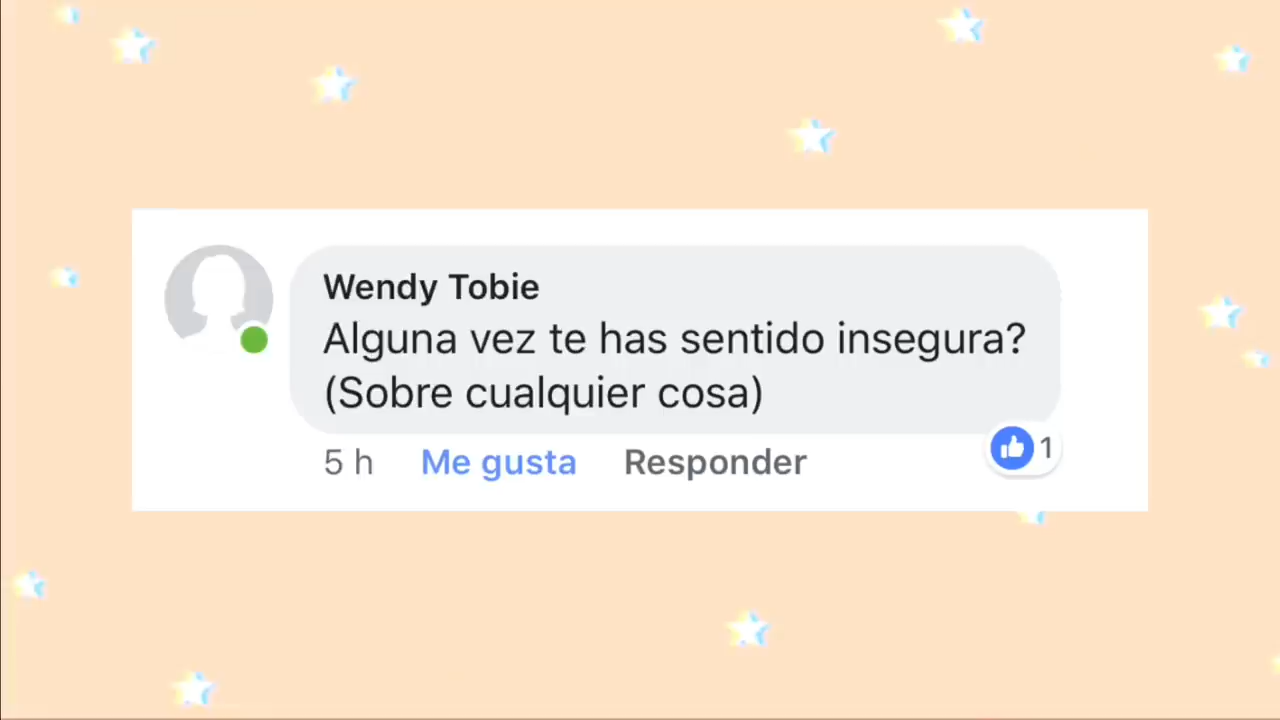 Wendy Tobie
Alguna vez te has sentido insegura?
(Sobre cualquier cosa)
5 h Me gusta Responder 1